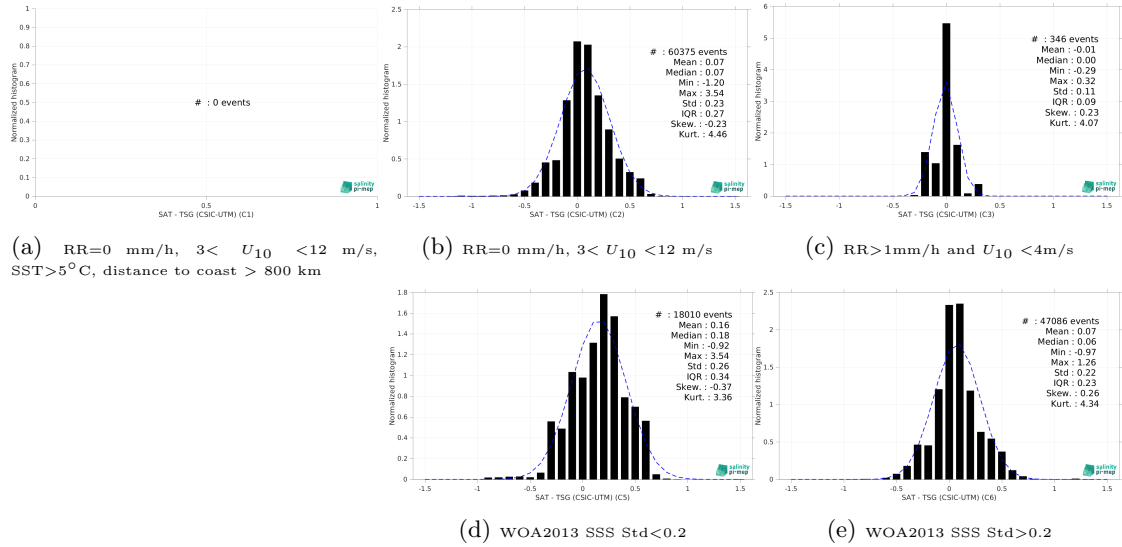 1
0.9
0.8
0.7
0.6
0.5
0.4
0.3
0.2
0.1
0
Normalized histogram
# : 0 events
salinity
pi-mep
0 0.5 1
SAT - TSG (CSIC-UTM) (C1)
(a) RR=0 mm/h, 3< U10 <12 m/s,
SST>5°C, distance to coast > 800 km
2.5
2
1.5
1
0.5
0
Normalized histogram
# : 60375 events
Mean : 0.07
Median : 0.07
Min : -1.20
Max : 3.54
Std : 0.23
IQR : 0.27
Skew. : -0.23
Kurt. : 4.46
salinity
pi-mep
-1.5 -1 -0.5 0 0.5 1 1.5
SAT - TSG (CSIC-UTM) (C2)
(b) RR=0 mm/h, 3< U10 <12 m/s
6
5
4
3
2
1
0
Normalized histogram
# : 346 events
Mean : -0.01
Median : 0.00
Min : -0.29
Max : 0.32
Std : 0.11
IQR : 0.09
Skew. : 0.23
Kurt. : 4.07
salinity
pi-mep
-1.5 -1 -0.5 0 0.5 1 1.5
SAT - TSG (CSIC-UTM) (C3)
(c) RR>1mm/h and U10 <4m/s
1.8
1.6
1.4
1.2
1
0.8
0.6
0.4
0.2
0
Normalized histogram
# : 18010 events
Mean : 0.16
Median : 0.18
Min : -0.92
Max : 3.54
Std : 0.26
IQR : 0.34
Skew. : -0.37
Kurt. : 3.36
salinity
pi-mep
-1.5 -1 -0.5 0 0.5 1 1.5
SAT - TSG (CSIC-UTM) (C5)
(d) WOA2013 SSS Std<0.2
2.5
2
1.5
1
0.5
0
Normalized histogram
# : 47086 events
Mean : 0.07
Median : 0.06
Min : -0.97
Max : 1.26
Std : 0.22
IQR : 0.23
Skew. : 0.26
Kurt. : 4.34
salinity
pi-mep
-1.5 -1 -0.5 0 0.5 1 1.5
SAT - TSG (CSIC-UTM) (C6)
(e) WOA2013 SSS Std>0.2